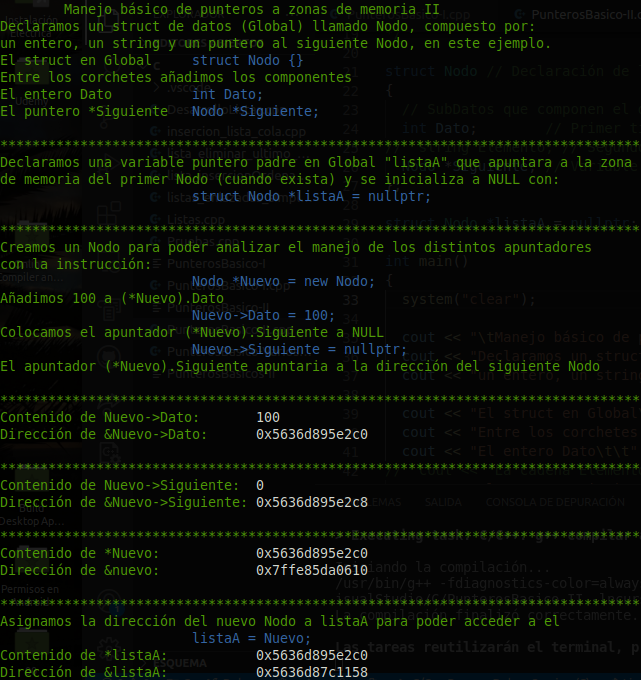 Manejo básico de punteros a zonas de memoria II
Declaramos un struct de datos (Global) llamado Nodo, compuesto por:
un entero, un string y un puntero al siguiente Nodo, en este ejemplo.
El struct en Global struct Nodo {}
Entre los corchetes añadimos los componentes
El entero Dato int Dato;
El puntero *Siguiente Nodo *Siguiente;
********************************************************************************
Declaramos una variable puntero padre en Global "listaA" que apuntara a la zona
de memoria del primer Nodo (cuando exista) y se inicializa a NULL con:
struct Nodo *listaA = nullptr;
********************************************************************************
Creamos un Nodo para poder analizar el manejo de los distintos apuntadores
con la instrucción:
Nodo *Nuevo = new Nodo;
Añadimos 100 a (*Nuevo).Dato
Nuevo->Dato = 100;
Colocamos el apuntador (*Nuevo).Siguiente a NULL
Nuevo->Siguiente = nullptr;
El apuntador (*Nuevo).Siguiente apuntaria a la dirección del siguiente Nodo
********************************************************************************
Contenido de Nuevo->Dato: 100
Dirección de &Nuevo->Dato: 0x5636d895e2c0
********************************************************************************
Contenido de Nuevo->Siguiente: 0
Dirección de &Nuevo->Siguiente: 0x5636d895e2c8
********************************************************************************
Contenido de *Nuevo: 0x5636d895e2c0
Dirección de &nuevo: 0x7ffe85da0610
********************************************************************************
Asignamos la dirección del nuevo Nodo a listaA para poder acceder a el
listaA = Nuevo;
Contenido de *listaA: 0x5636d895e2c0
Dirección de &listaA: 0x5636d87c1158